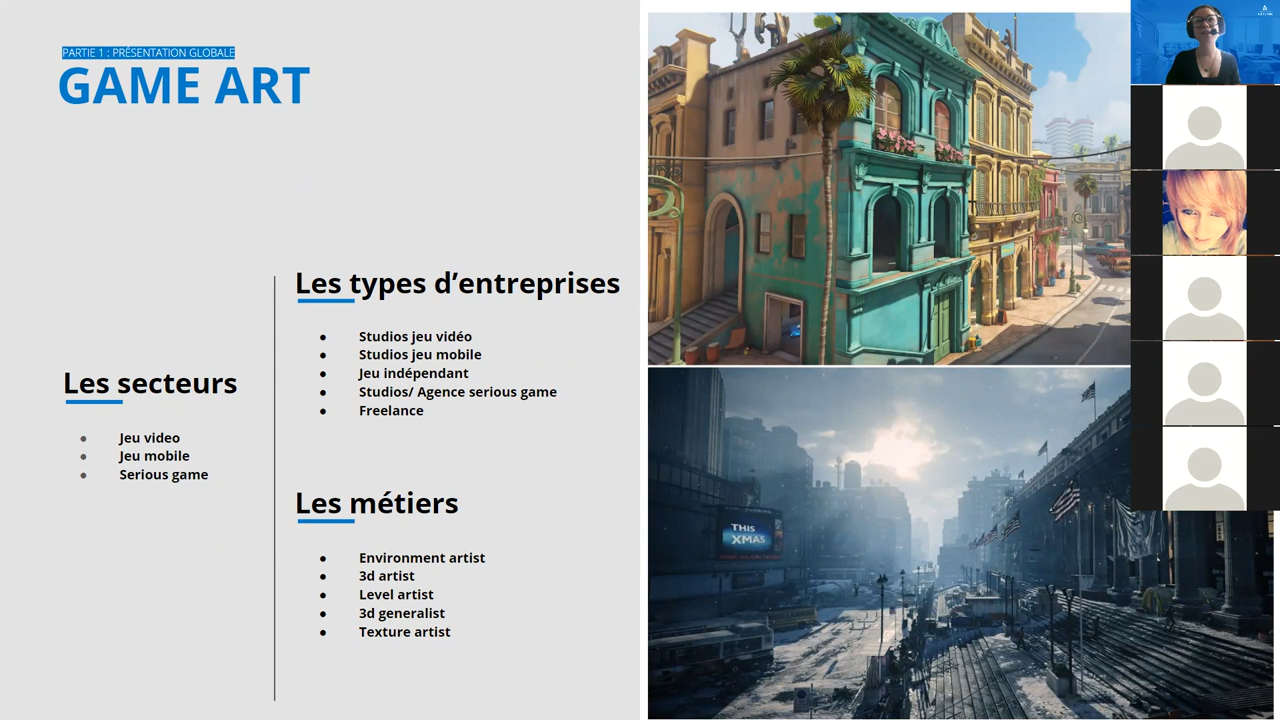 PARTIE 1 : PRÉSENTATION GLOBALE
GAME ART
Les types d’entreprises
● Studios jeu vidéo
● Studios jeu mobile
● Jeu indépendant
● Studios/ Agence serious game
● Freelance
Les secteurs
● Jeu video
● Jeu mobile
● Serious game
Les métiers
● Environment artist
● 3d artist
● Level artist
● 3d generalist
● Texture artist
THIS
XMAS